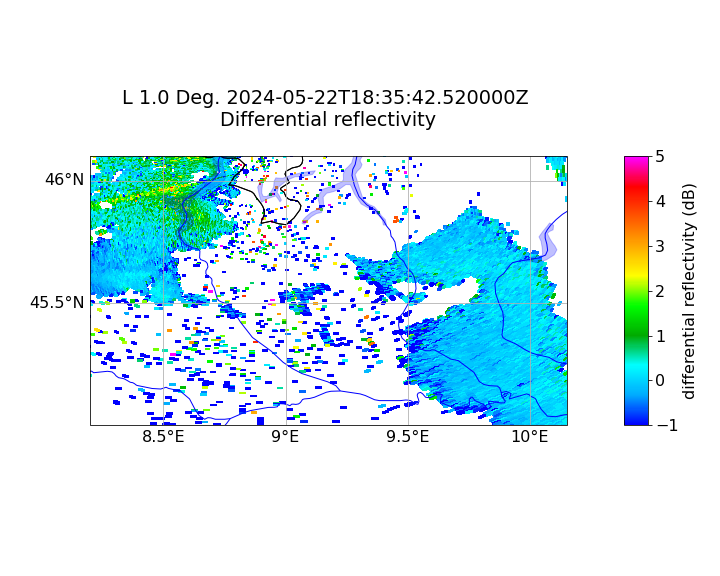 L 1.0 Deg. 2024-05-22T18:35:42.520000Z
Differential reflectivity
46°N
45.5°N
8.5°E
9°E
9.5°E
10°E
5
4
3
2
1
0
−1
differential reflectivity (dB)